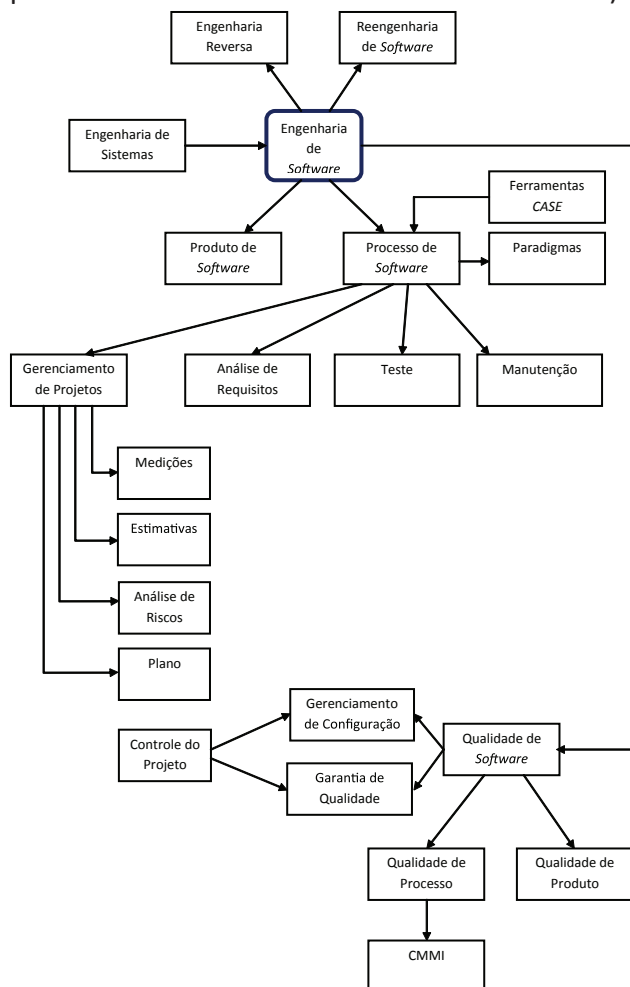 Engenharia
Reversa
Reengenharia
de Software
Engenharia de
Sistemas
Engenharia
de
Software
Ferramentas
CASE
Produto de
Software
Processo de
Software
Paradigmas
Gerenciamento
de Projetos
Análise de
Requisitos
Teste
Manutenção
Medições
Estimativas
Análise de
Riscos
Plano
Gerenciamento
de Configuração
Controle do
Projeto
Qualidade de
Software
Garantia de
Qualidade
Qualidade de
Processo
Qualidade de
Produto
CMMI